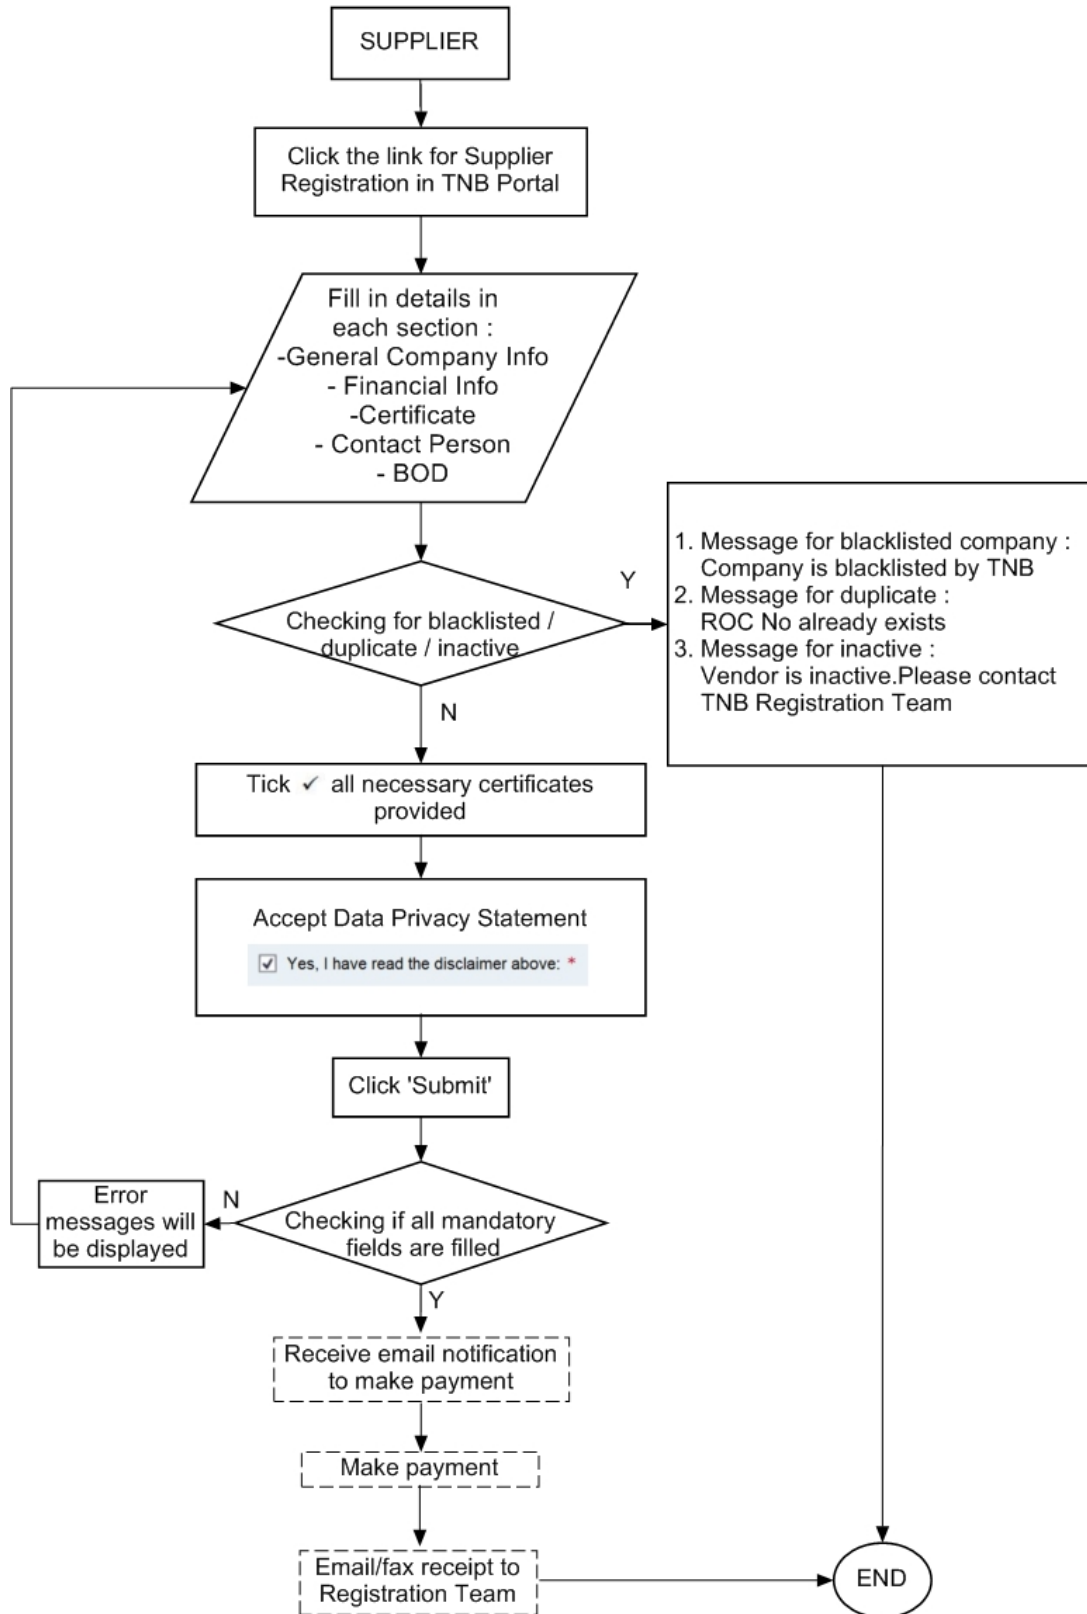 SUPPLIER
Click the link for Supplier
Registration in TNB Portal
Fill in details in
each section :
-General Company Info
- Financial Info
-Certificate
- Contact Person
- BOD
Checking for blacklisted /
duplicate / inactive
Y
1. Message for blacklisted company :
Company is blacklisted by TNB
2. Message for duplicate :
ROC No already exists
3. Message for inactive :
Vendor is inactive.Please contact
TNB Registration Team
N
Tick ✓ all necessary certificates
provided
Accept Data Privacy Statement
Yes, I have read the disclaimer above: *
Click 'Submit'
Checking if all mandatory
fields are filled
N
Error
messages will
be displayed
Y
Receive email notification
to make payment
Make payment
Email/fax receipt to
Registration Team
END